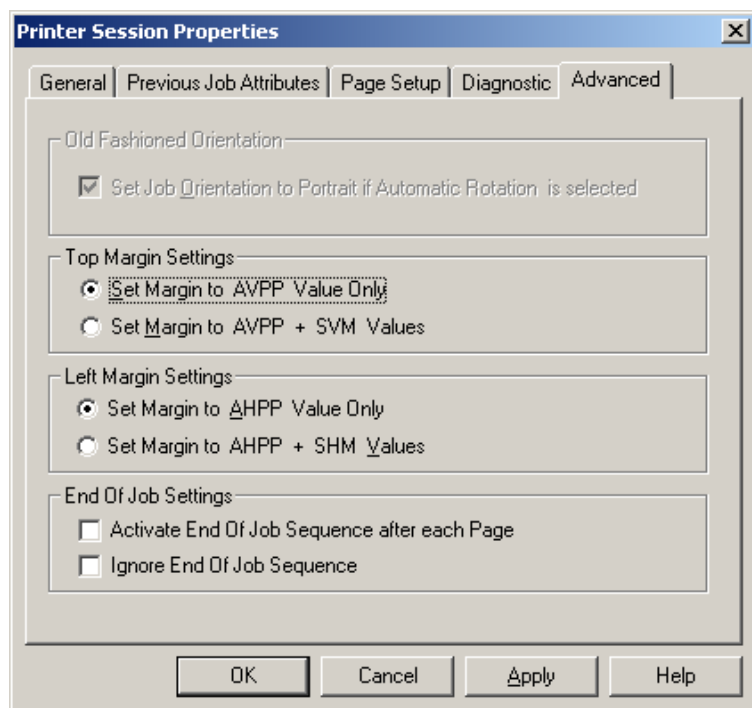 Printer Session Properties
General Previous Job Attributes Page Setup Diagnostic Advanced
Old Fashioned Orientation
Set Job Orientation to Portrait if Automatic Rotation is selected
Top Margin Settings
Set Margin to AVPP Value Only
Set Margin to AVPP + SVM Values
Left Margin Settings
Set Margin to AHPP Value Only
Set Margin to AHPP + SHM Values
End Of Job Settings
Activate End Of Job Sequence after each Page
Ignore End Of Job Sequence
OK Cancel Apply Help